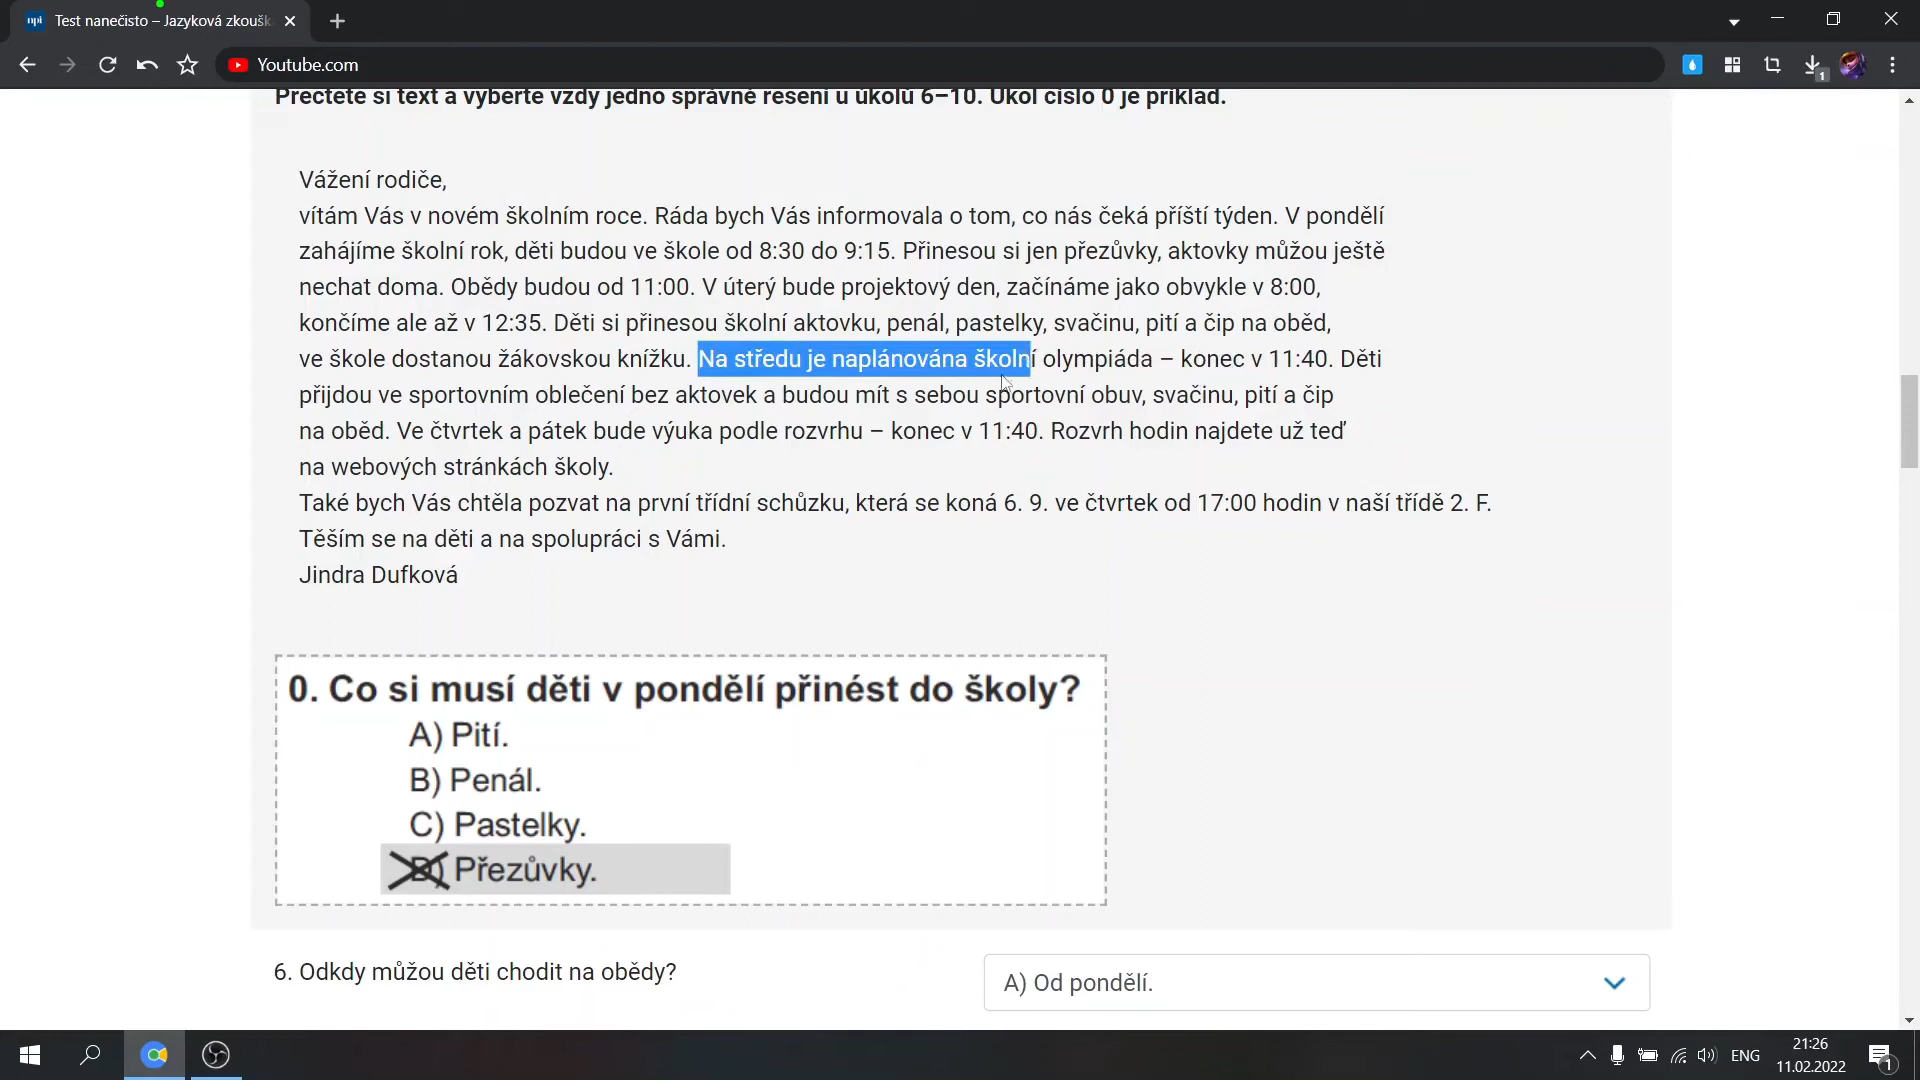 Test nanečisto – Jazyková zkoušk
Youtube.com
1
Přečtěte si text a vyberte vždy jedno správné řešení u úkolů 6–10. Úkol číslo 0 je příklad.
Vážení rodiče,
vítám Vás v novém školním roce. Ráda bych Vás informovala o tom, co nás čeká příští týden. V pondělí
zahájíme školní rok, děti budou ve škole od 8:30 do 9:15. Přinesou si jen přezůvky, aktovky můžou ještě
nechat doma. Obědy budou od 11:00. V úterý bude projektový den, začínáme jako obvykle v 8:00,
končíme ale až v 12:35. Děti si přinesou školní aktovku, penál, pastelky, svačinu, pití a čip na oběd,
ve škole dostanou žákovskou knížku. Na středu je naplánována školní olympiáda – konec v 11:40. Děti
přijdou ve sportovním oblečení bez aktovek a budou mít s sebou sportovní obuv, svačinu, pití a čip
na oběd. Ve čtvrtek a pátek bude výuka podle rozvrhu – konec v 11:40. Rozvrh hodin najdete už teď
na webových stránkách školy.
Také bych Vás chtěla pozvat na první třídní schůzku, která se koná 6. 9. ve čtvrtek od 17:00 hodin v naší třídě 2. F.
Těším se na děti a na spolupráci s Vámi.
Jindra Dufková
0. Co si musí děti v pondělí přinést do školy?
A) Pití.
B) Penál.
C) Pastelky.
D) Přezůvky.
6. Odkdy můžou děti chodit na obědy?
A) Od pondělí.
ENG
21:26
11.02.2022
1